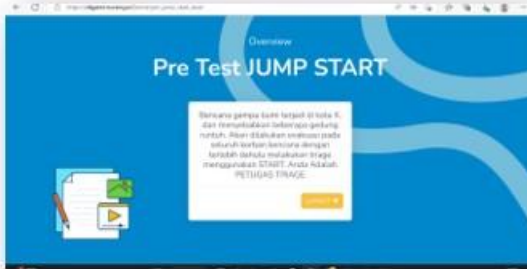 Overview
Pre Test JUMP START
Bencana gempa bumi terjadi di kota X,
dan menyebabkan beberapa gedung
runtuh. Akan dilakukan evakuasi pada
seluruh korban bencana dengan
terlebih dahulu melakukan triage
menggunakan START. Anda Adalah
PETUGAS TRIAGE.